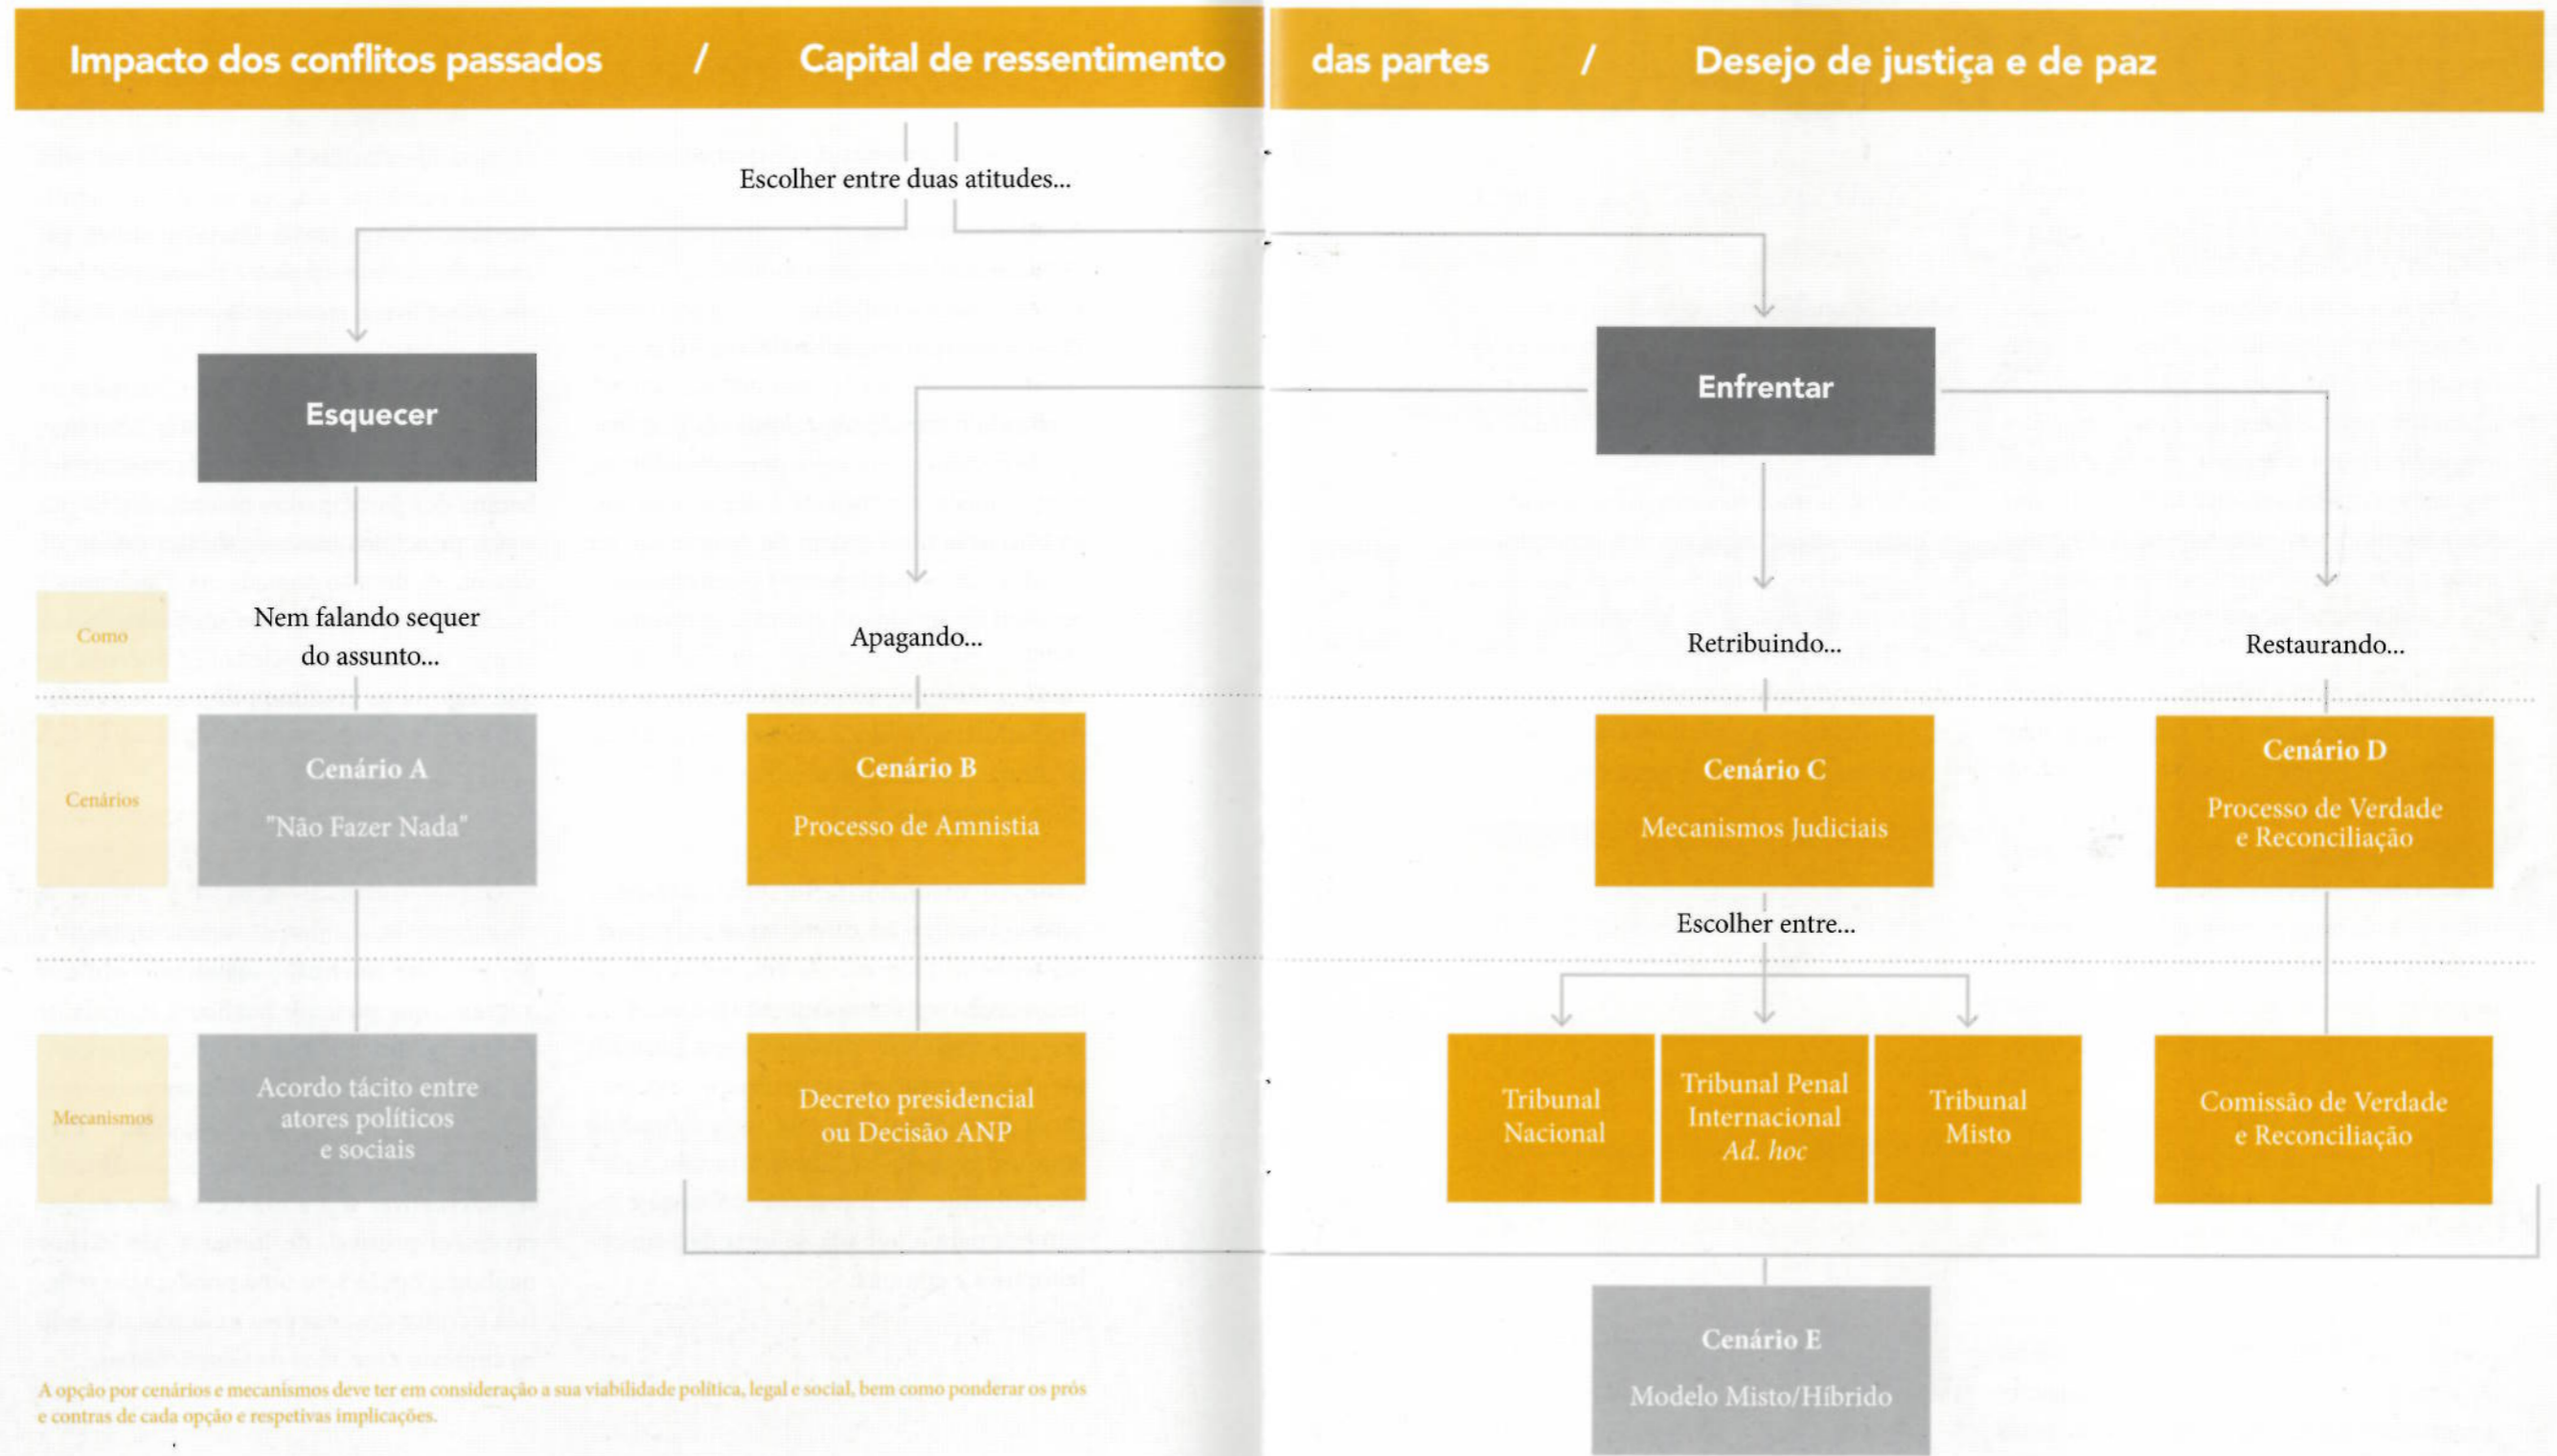 Impacto dos conflitos passados / Capital de ressentimento das partes / Desejo de justiça e de paz
Escolher entre duas atitudes...
Esquecer
Enfrentar
Como
Nem falando sequer
do assunto...
Apagando...
Retribuindo...
Restaurando...
Cenários
Cenário A
"Não Fazer Nada"
Cenário B
Processo de Amnistia
Cenário C
Mecanismos Judiciais
Cenário D
Processo de Verdade
e Reconciliação
Escolher entre...
Mecanismos
Acordo tácito entre
atores políticos
e sociais
Decreto presidencial
ou Decisão ANP
Tribunal
Nacional
Tribunal Penal
Internacional
Ad. hoc
Tribunal
Misto
Comissão de Verdade
e Reconciliação
Cenário E
Modelo Misto/Híbrido
A opção por cenários e mecanismos deve ter em consideração a sua viabilidade política, legal e social, bem como ponderar os prós
e contras de cada opção e respetivas implicações.